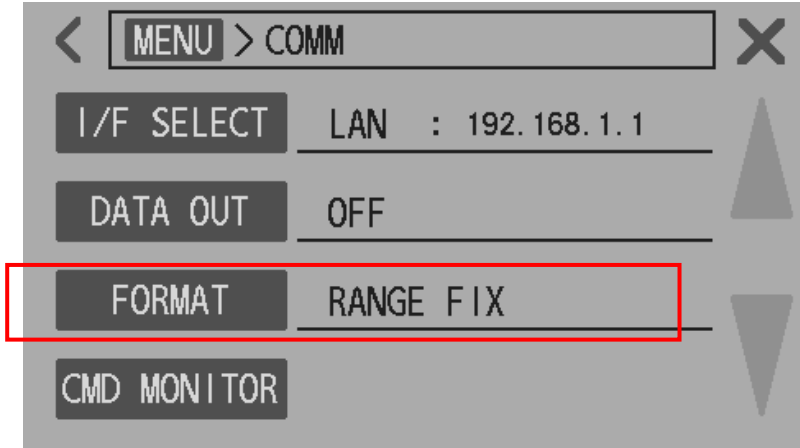 MENU > COMM
I/F SELECT LAN : 192.168.1.1
DATA OUT OFF
FORMAT RANGE FIX
CMD MONITOR